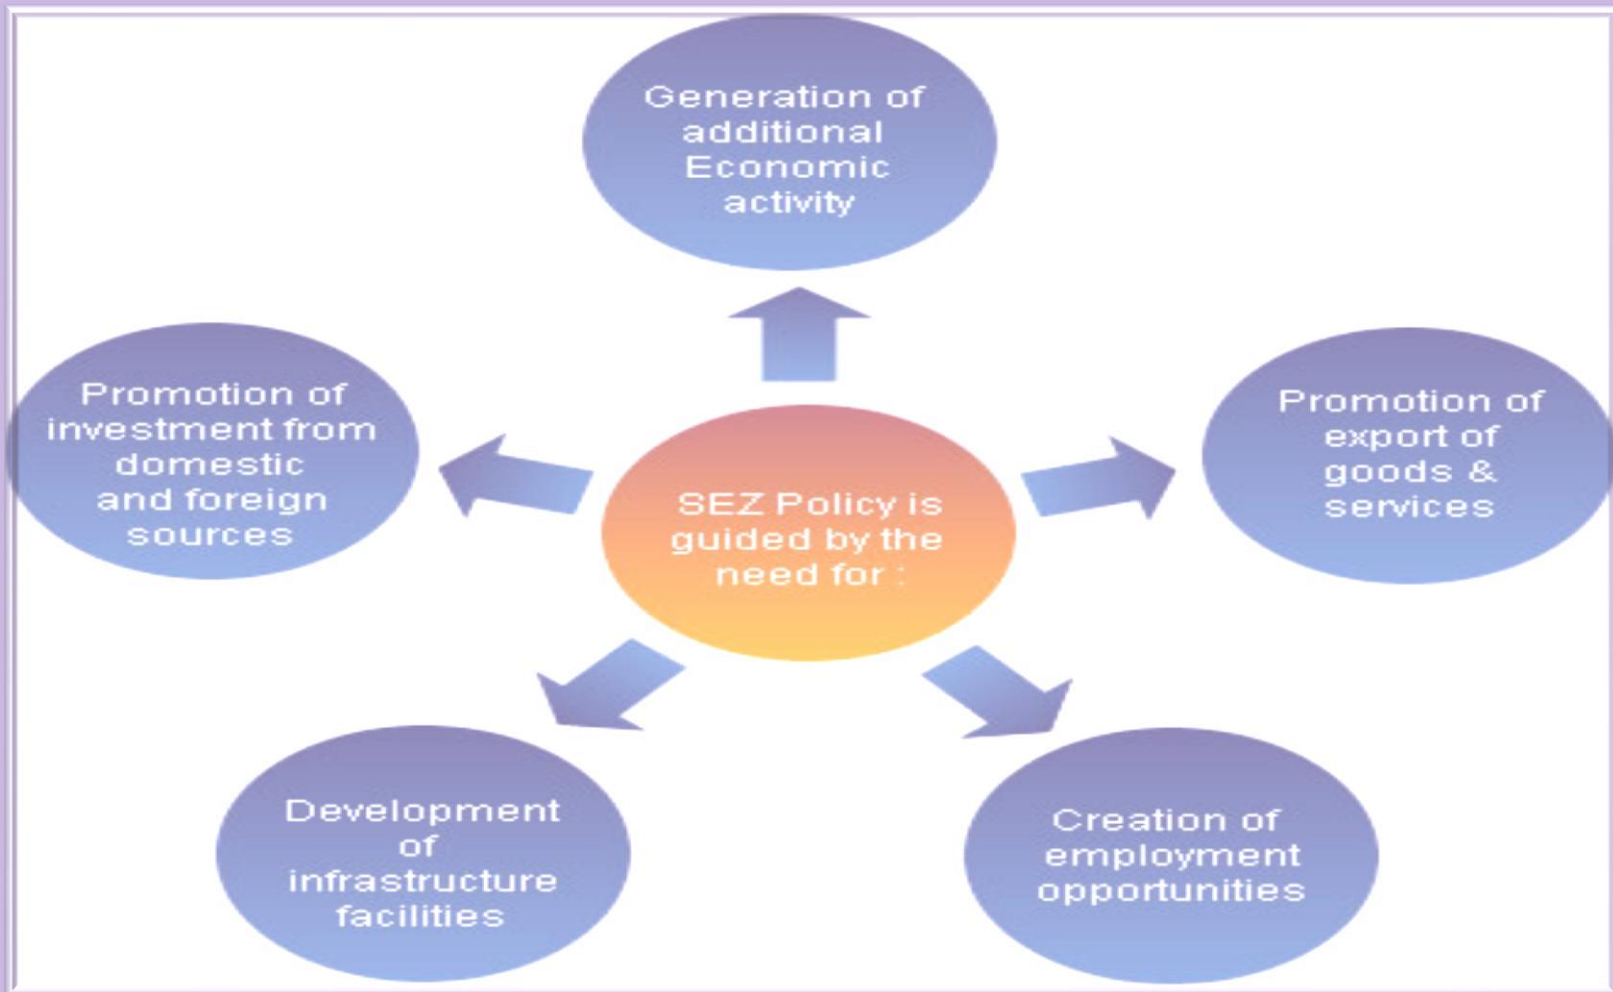 Generation of
additional
Economic
activity
Promotion of
investment from
domestic
and foreign
sources
Promotion of
export of
goods &
services
SEZ Policy is
guided by the
need for :
Development
of
infrastructure
facilities
Creation of
employment
opportunities